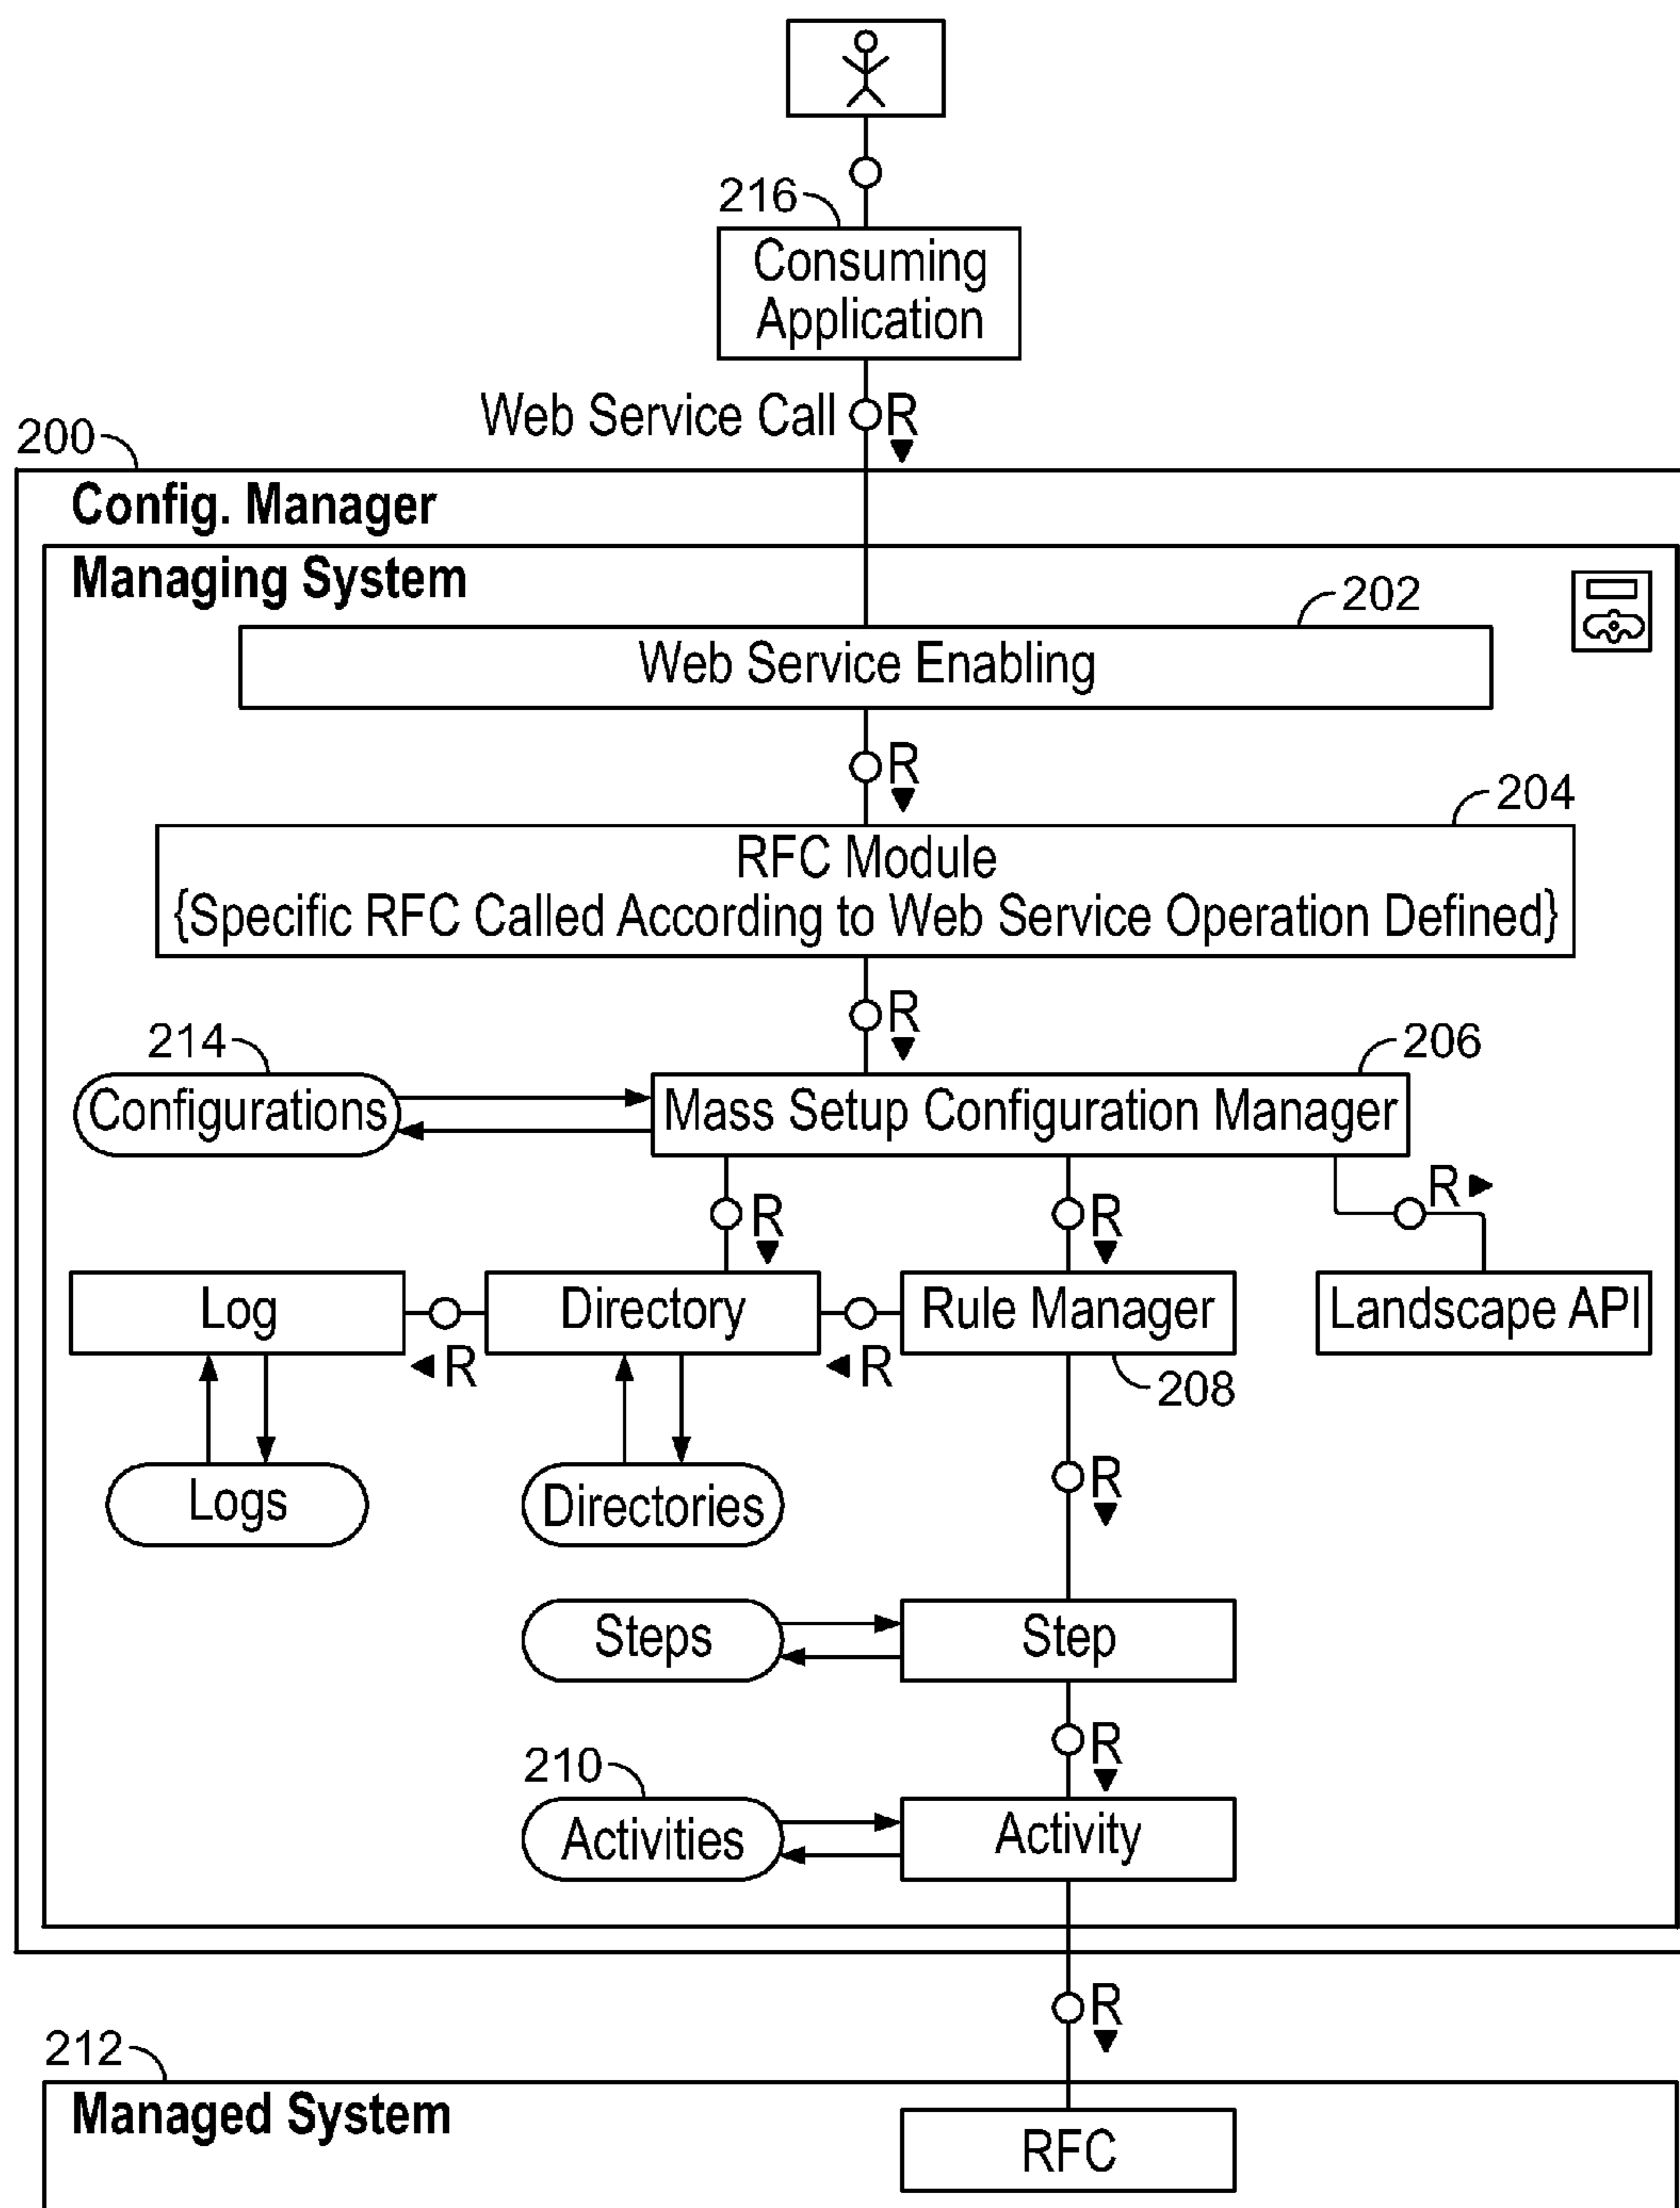 216
Consuming
Application
Web Service Call R
200
Config. Manager
Managing System
202
Web Service Enabling
R
204
RFC Module
{Specific RFC Called According to Web Service Operation Defined}
R
214
206
Configurations
Mass Setup Configuration Manager
R
R
R
Log
Directory
Rule Manager
Landscape API
R
R
208
R
Logs
Directories
Steps
Step
R
210
Activities
Activity
R
212
Managed System
RFC